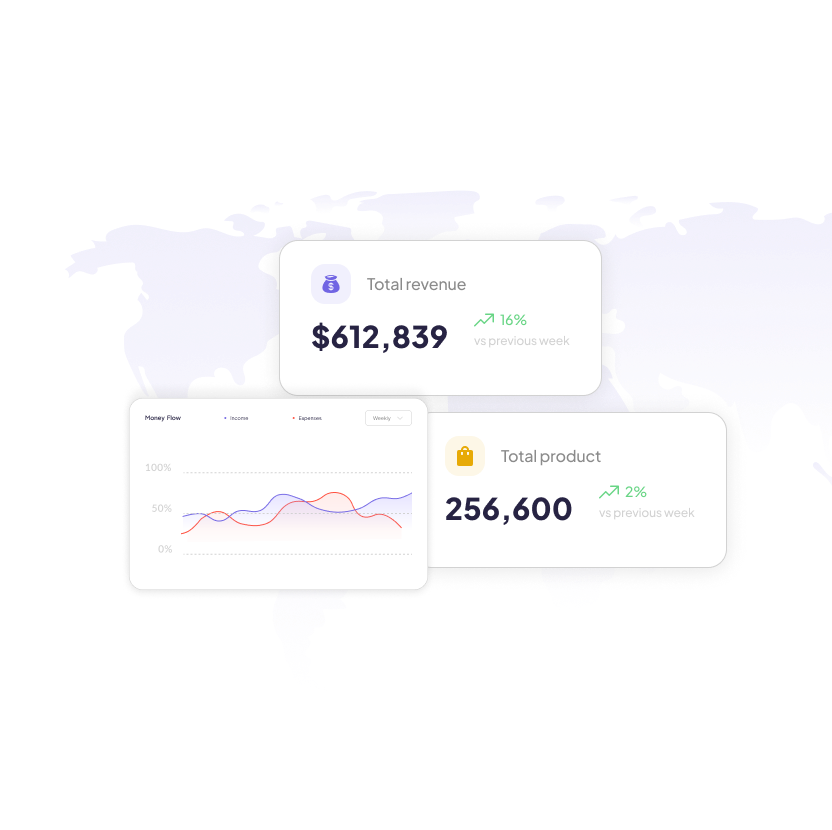 Total revenue
$612,839
16%
vs previous week
Money Flow
Income
Expenses
Weekly
100%
50%
0%
Total product
256,600
2%
vs previous week